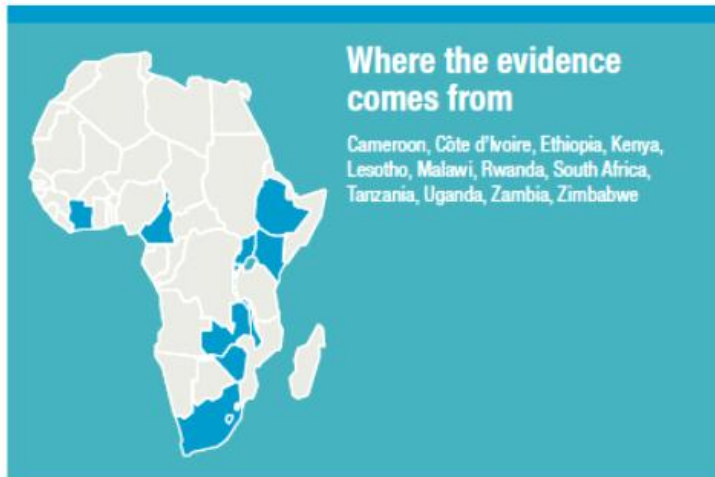 Where the evidence
comes from
Cameroon, Côte d'Ivoire, Ethiopia, Kenya,
Lesotho, Malawi, Rwanda, South Africa,
Tanzania, Uganda, Zambia, Zimbabwe